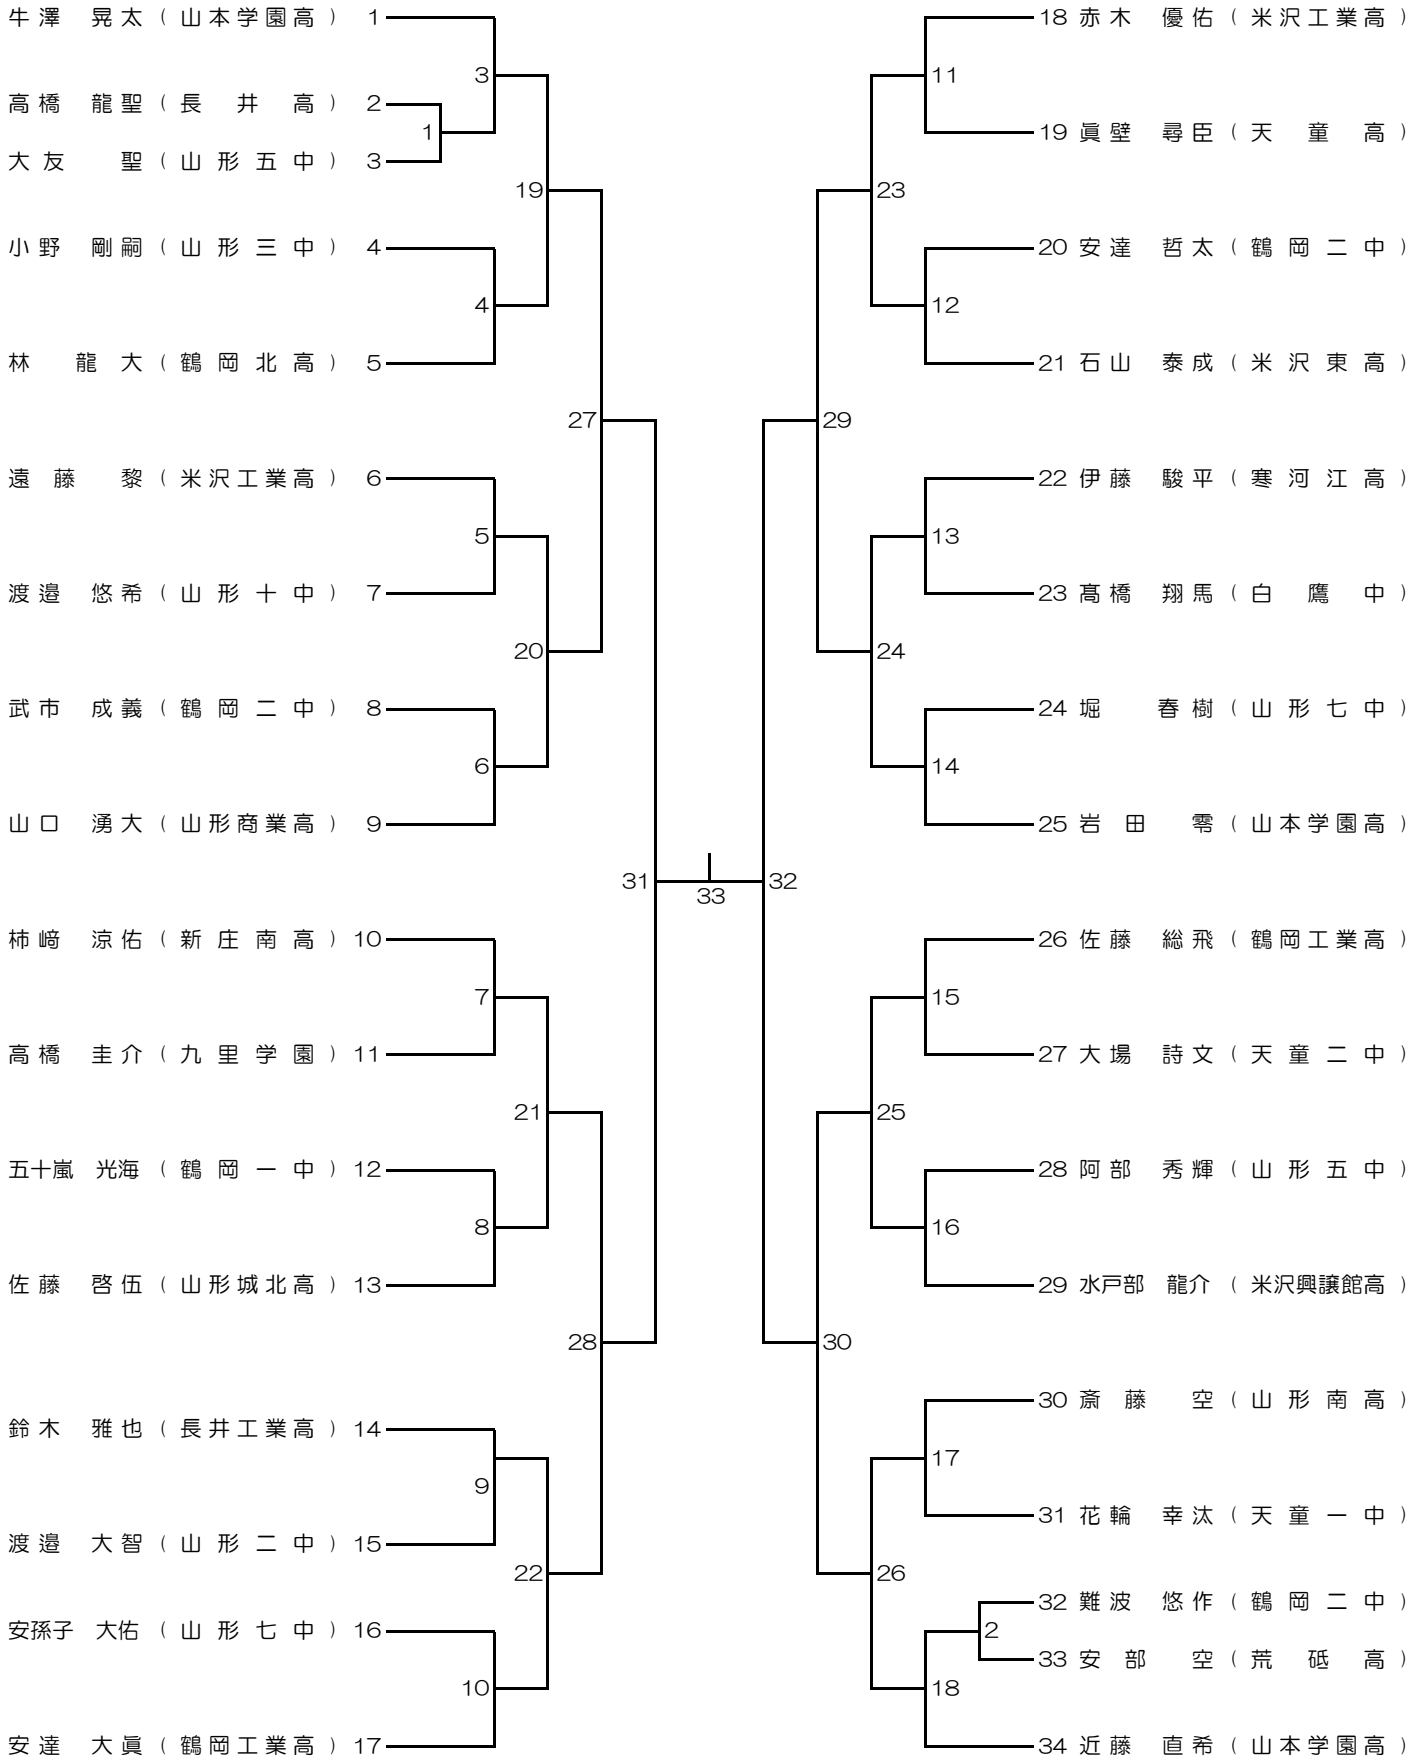 牛澤 晃太 （ 山本学園高 ） 1
3
高橋 龍聖 （ 長井高 ） 2
1
大友 聖 （ 山形五中 ） 3
19
小野 剛嗣 （ 山形三中 ） 4
4
林 龍大 （ 鶴岡北高 ） 5
27
遠藤 黎 （ 米沢工業高 ） 6
5
渡邉 悠希 （ 山形十中 ） 7
20
武市 成義 （ 鶴岡二中 ） 8
6
山口 湧大 （ 山形商業高 ） 9
31
33
柿﨑 涼佑 （ 新庄南高 ） 10
7
高橋 圭介 （ 九里学園 ） 11
21
五十嵐 光海 （ 鶴岡一中 ） 12
8
佐藤 啓伍 （ 山形城北高 ） 13
28
鈴木 雅也 （ 長井工業高 ） 14
9
渡邉 大智 （ 山形二中 ） 15
22
安孫子 大佑 （ 山形七中 ） 16
10
安達 大眞 （ 鶴岡工業高 ） 17
18 赤木 優佑 （ 米沢工業高 ）
11
19 眞壁 尋臣 （ 天童高 ）
23
20 安達 哲太 （ 鶴岡二中 ）
12
21 石山 泰成 （ 米沢東高 ）
29
22 伊藤 駿平 （ 寒河江高 ）
13
23 髙橋 翔馬 （ 白鷹中 ）
24
24 堀 春樹 （ 山形七中 ）
14
25 岩田 零 （ 山本学園高 ）
32
26 佐藤 総飛 （ 鶴岡工業高 ）
15
27 大場 詩文 （ 天童二中 ）
25
28 阿部 秀輝 （ 山形五中 ）
16
29 水戸部 龍介 （ 米沢興譲館高 ）
30
30 斎藤 空 （ 山形南高 ）
17
31 花輪 幸汰 （ 天童一中 ）
26
32 難波 悠作 （ 鶴岡二中 ）
2
33 安部 空 （ 荒砥高 ）
18
34 近藤 直希 （ 山本学園高 ）